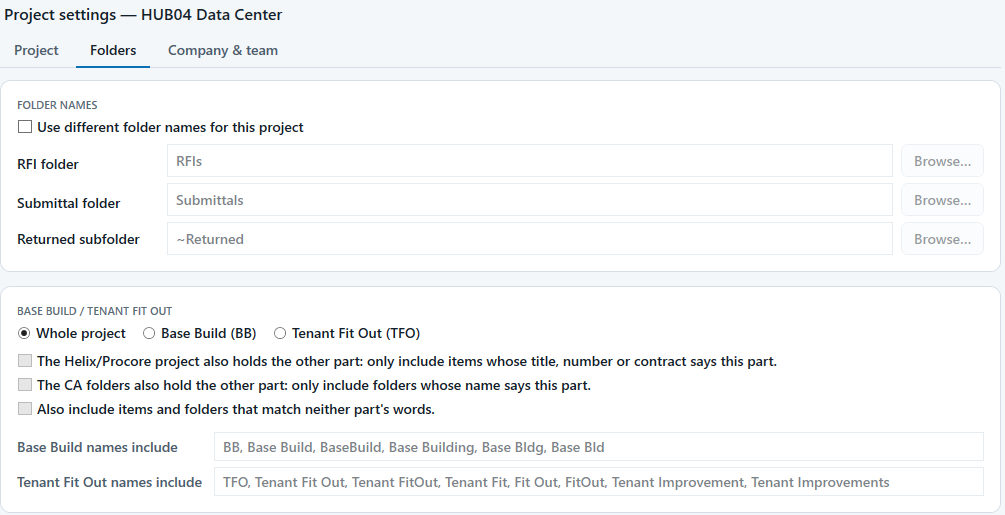 Project settings — HUB04 Data Center
Project Folders Company & team
FOLDER NAMES
Use different folder names for this project
RFI folder RFIs Browse...
Submittal folder Submittals Browse...
Returned subfolder ~Returned Browse...
BASE BUILD / TENANT FIT OUT
Whole project Base Build (BB) Tenant Fit Out (TFO)
The Helix/Procore project also holds the other part: only include items whose title, number or contract says this part.
The CA folders also hold the other part: only include folders whose name says this part.
Also include items and folders that match neither part's words.
Base Build names include BB, Base Build, BaseBuild, Base Building, Base Bldg, Base Bld
Tenant Fit Out names include TFO, Tenant Fit Out, Tenant FitOut, Tenant Fit, Fit Out, FitOut, Tenant Improvement, Tenant Improvements